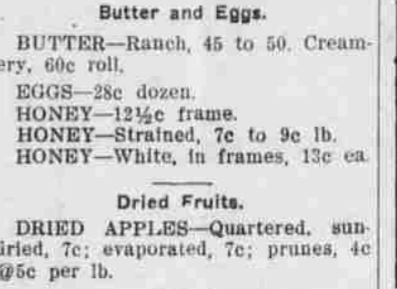 Butter and Eggs.
BUTTER—Ranch, 45 to 50. Cream-
ery, 60c roll.
EGGS—28c dozen.
HONEY—12½c frame.
HONEY—Strained, 7c to 9c lb.
HONEY—White, in frames, 13c ea.
Dried Fruits.
DRIED APPLES—Quartered, sun-
dried, 7c; evaporated, 7c; prunes, 4c
@5c per lb.